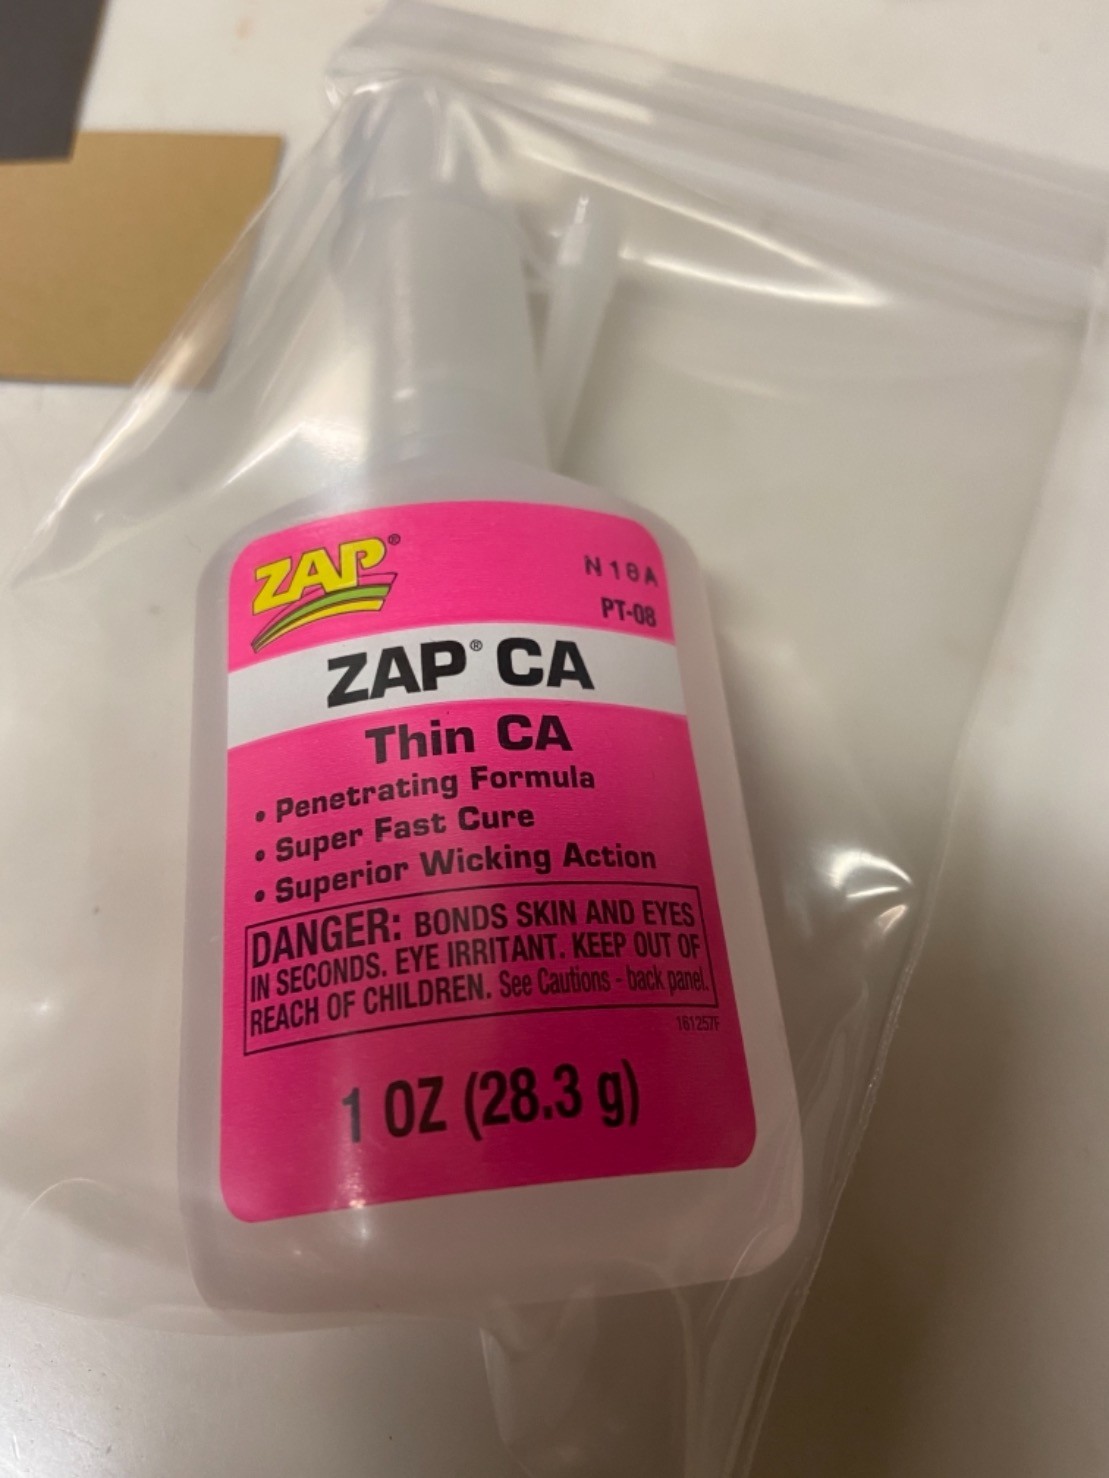 ZAP®
N18A
PT-08
ZAP® CA
Thin CA
• Penetrating Formula
• Super Fast Cure
• Superior Wicking Action
DANGER: BONDS SKIN AND EYES
IN SECONDS. EYE IRRITANT. KEEP OUT OF
REACH OF CHILDREN. See Cautions - back panel.
161257F
1 OZ (28.3 g)